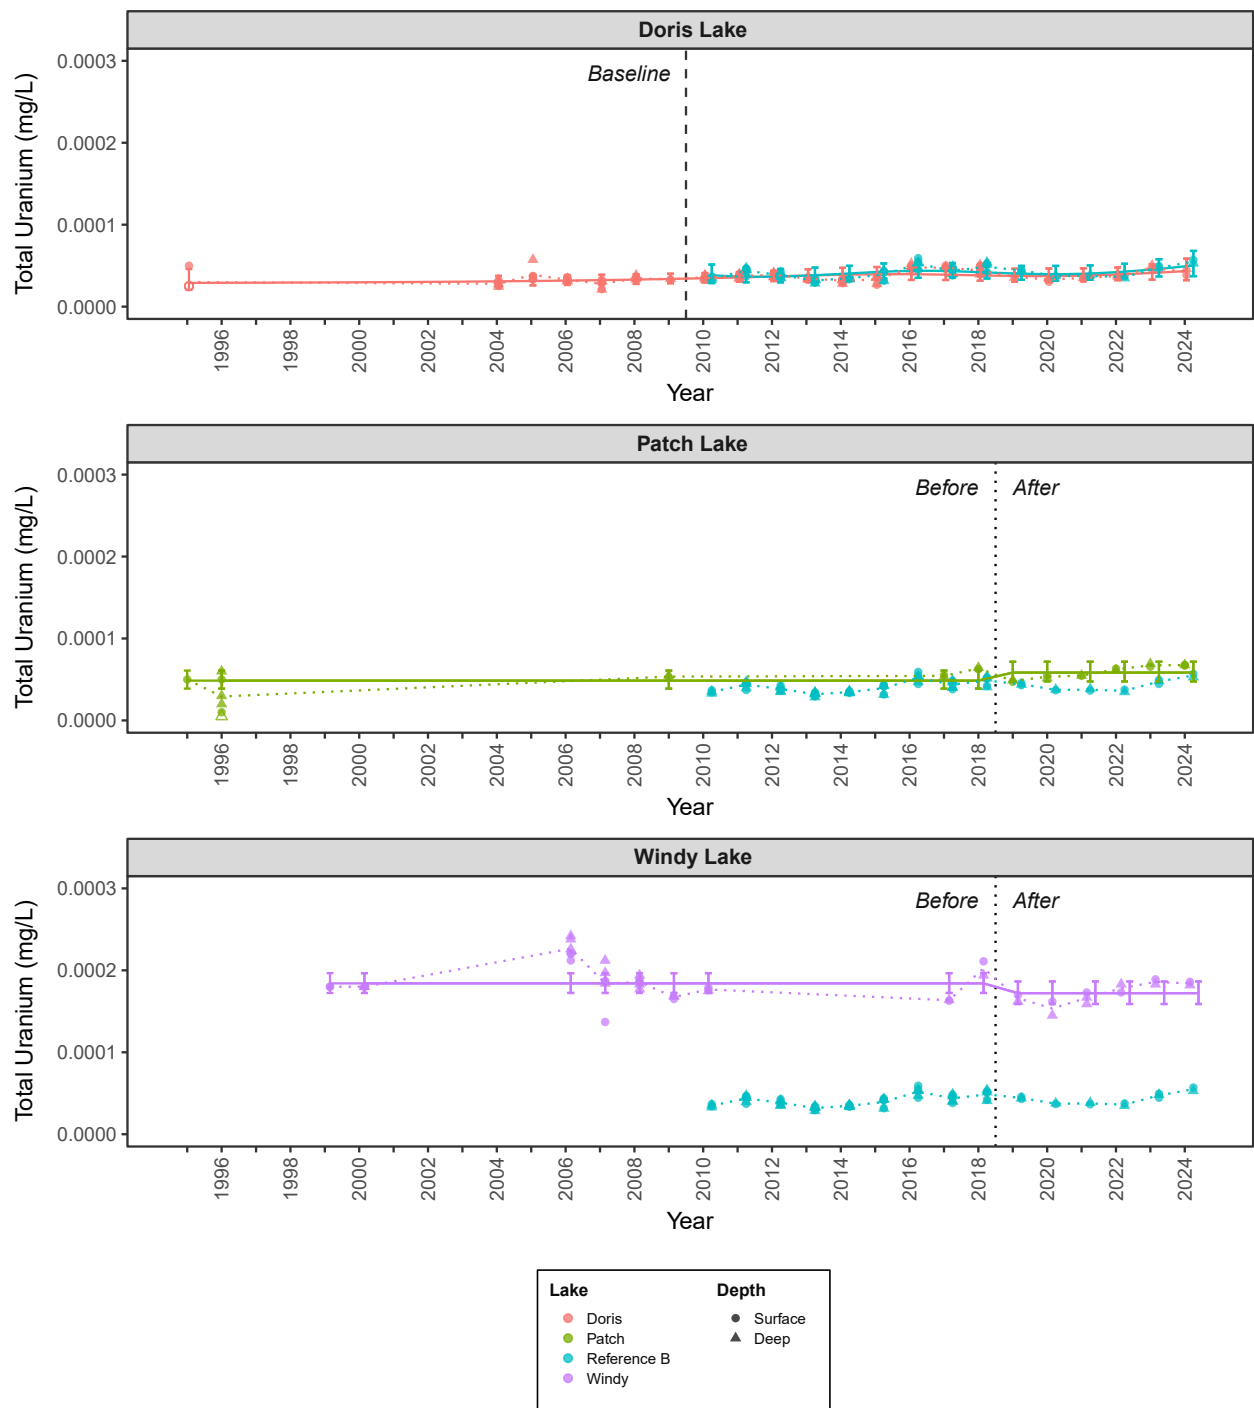 Doris Lake
Total Uranium (mg/L)
0.0003
0.0002
0.0001
0.0000
Baseline
1996 1998 2000 2002 2004 2006 2008 2010 2012 2014 2016 2018 2020 2022 2024
Year
Patch Lake
Total Uranium (mg/L)
0.0003
0.0002
0.0001
0.0000
Before After
1996 1998 2000 2002 2004 2006 2008 2010 2012 2014 2016 2018 2020 2022 2024
Year
Windy Lake
Total Uranium (mg/L)
0.0003
0.0002
0.0001
0.0000
Before After
1996 1998 2000 2002 2004 2006 2008 2010 2012 2014 2016 2018 2020 2022 2024
Year
Lake
Doris
Patch
Reference B
Windy
Depth
Surface
Deep